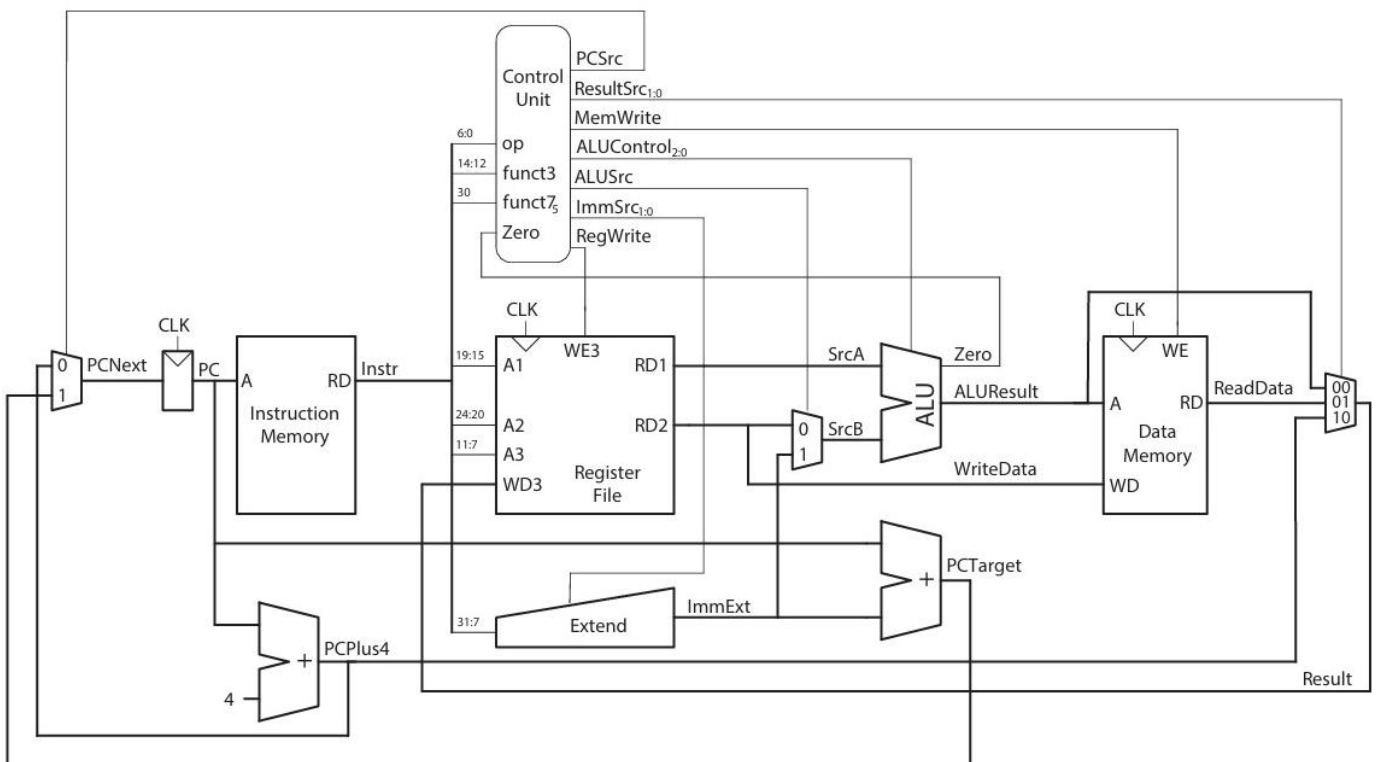 PCSrc
Control
Unit
ResultSrc1:0
MemWrite
6:0
op
ALUControl2:0
14:12
funct3
ALUSrc
30
funct75
ImmSrc1:0
Zero
RegWrite
CLK
CLK
CLK
0
1
PCNext
PC
A
RD
Instruction
Memory
Instr
19:15
A1
WE3
RD1
SrcA
Zero
ALU
ALUResult
WE
A
RD
Data
Memory
ReadData
00
01
10
24:20
A2
RD2
0
1
SrcB
11:7
A3
WD3
Register
File
WriteData
WD
+
PCTarget
ImmExt
31:7
Extend
PCPlus4
+
4
Result